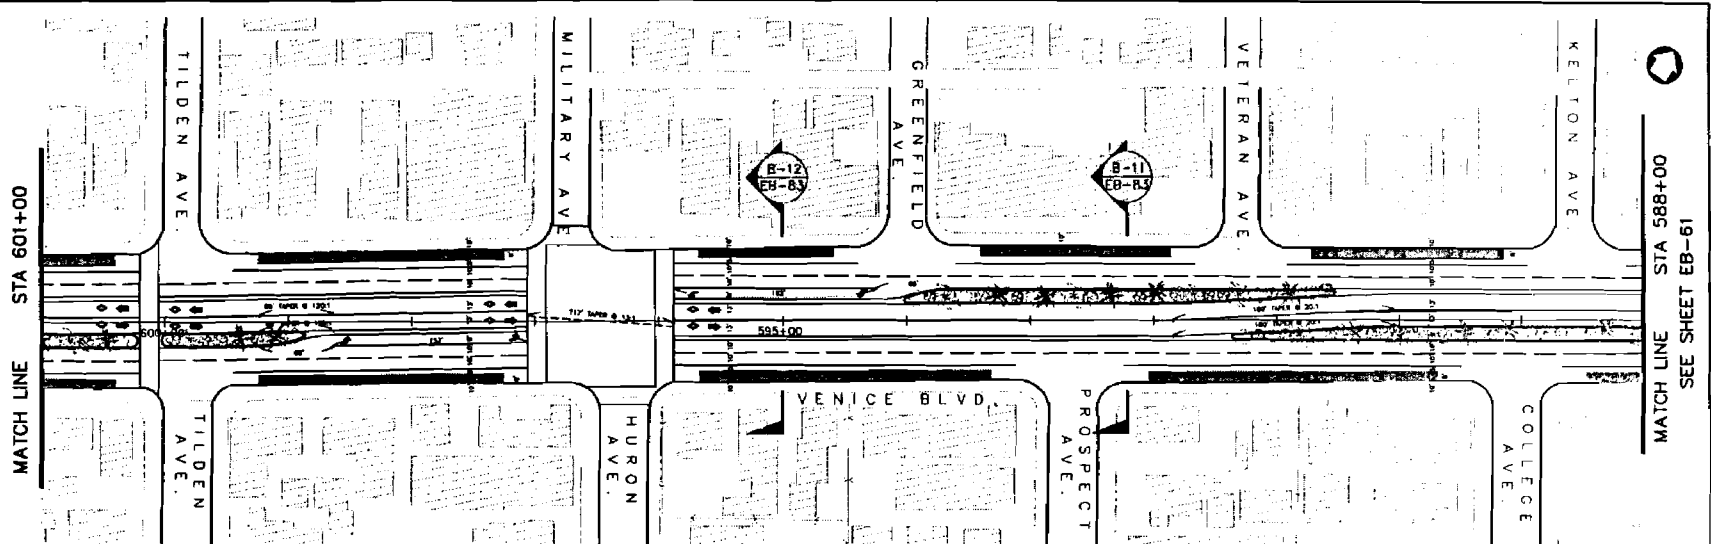 MATCH LINE STA 601+00
TILDEN AVE.
MILITARY AVE.
GREENFIELD AVE.
VETERAN AVE.
KELTON AVE.
B-12
EB-83
B-11
EB-83
600+00
595+00
VENICE BLVD.
TILDEN AVE.
HURON AVE.
PROSPECT AVE.
COLLEGE AVE.
MATCH LINE STA 588+00
SEE SHEET EB-61